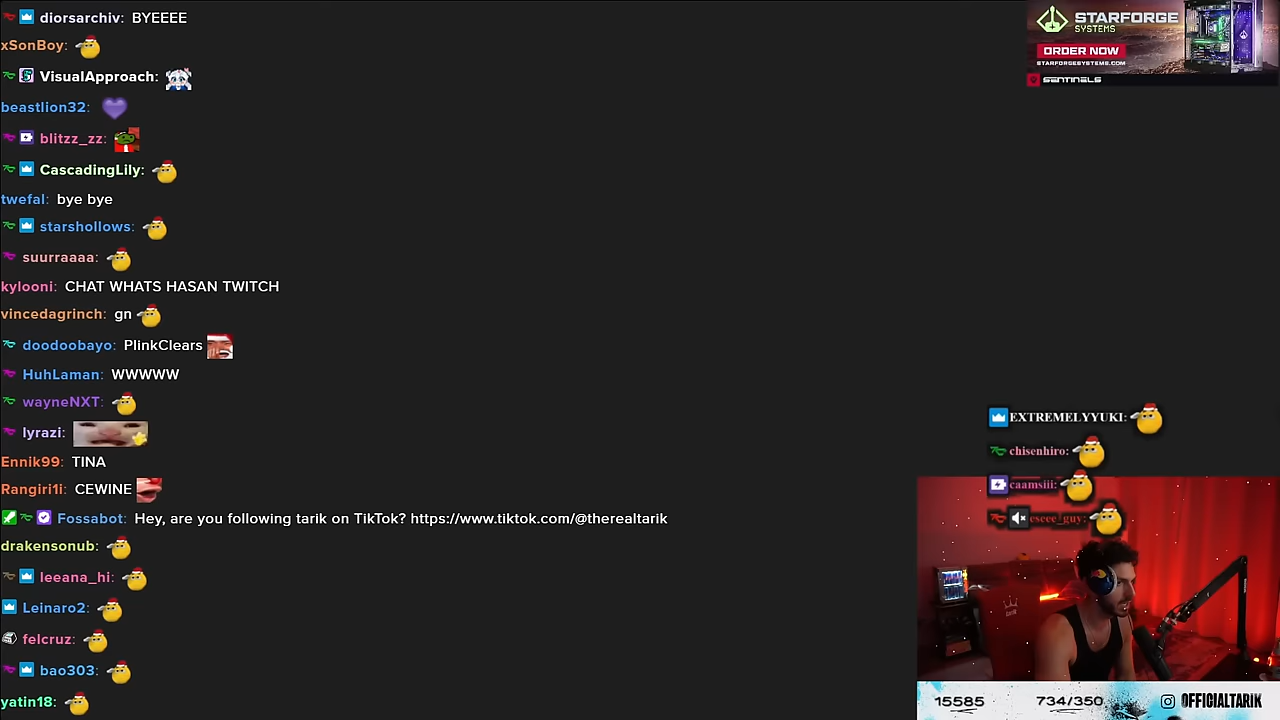 diorsarchiv: BYEEEE
xSonBoy:
VisualApproach:
beastlion32:
blitzz_zz:
CascadingLily:
twefal: bye bye
starshollows:
suurraaaa:
kylooni: CHAT WHATS HASAN TWITCH
vincedagrinch: gn
doodoobayo: PlinkClears
HuhLaman: WWWWW
wayneNXT:
lyrazi:
Ennik99: TINA
Rangiri1i: CEWINE
Fossabot: Hey, are you following tarik on TikTok? https://www.tiktok.com/@therealtarik
drakensonub:
leeana_hi:
Leinaro2:
felcruz:
bao303:
yatin18:
STARFORGE
SYSTEMS
ORDER NOW
STARFORGESYSTEMS.COM
SENTINELS
EXTREMELYYUKI:
chisenhiro:
caamsiii:
eseee_guy:
15585
734/350
OFFICIALTARIK